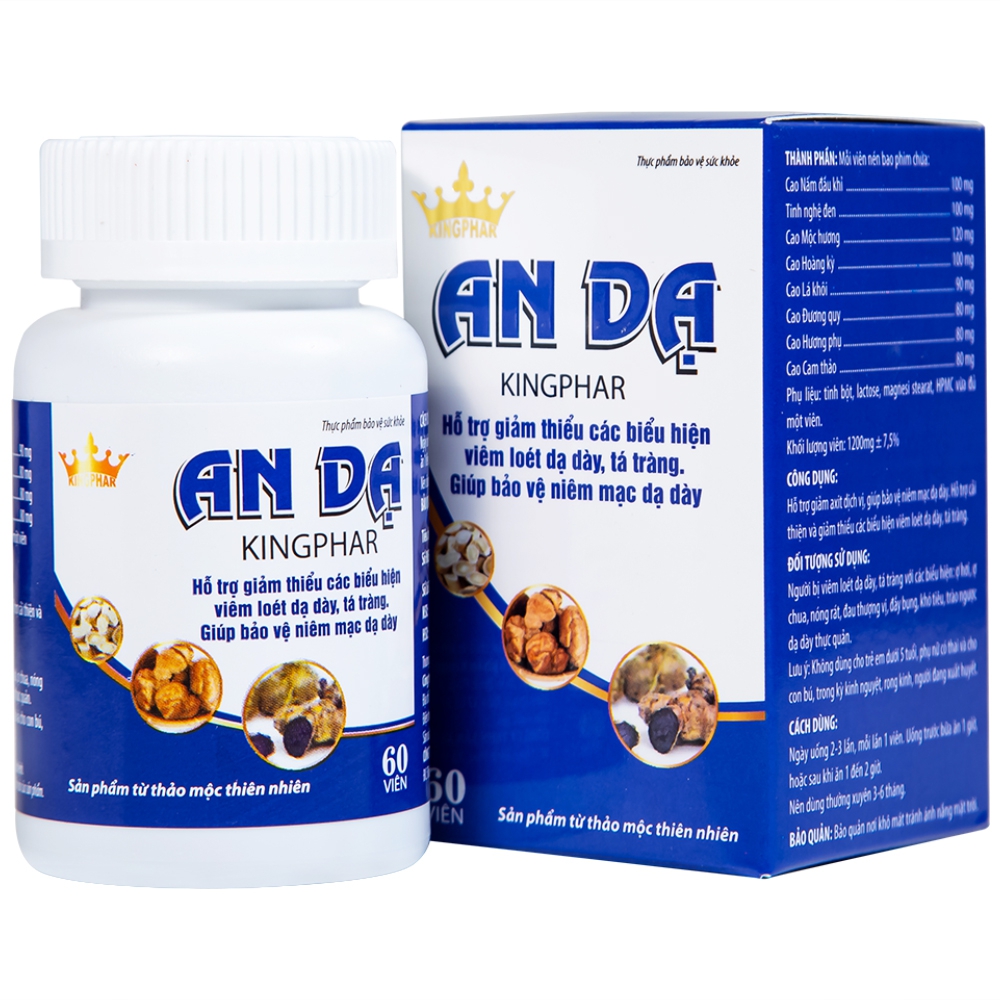 Thực phẩm bảo vệ sức khỏe
KINGPHAR
AN DẠ
KINGPHAR
Hỗ trợ giảm thiểu các biểu hiện
viêm loét dạ dày, tá tràng.
Giúp bảo vệ niêm mạc dạ dày
60
VIÊN
Sản phẩm từ thảo mộc thiên nhiên
Thực phẩm bảo vệ sức khỏe
KINGPHAR
AN DẠ
KINGPHAR
Hỗ trợ giảm thiểu các biểu hiện
viêm loét dạ dày, tá tràng.
Giúp bảo vệ niêm mạc dạ dày
60
VIÊN
Sản phẩm từ thảo mộc thiên nhiên
THÀNH PHẦN: Mỗi viên nén bao phim chứa:
Cao Nấm đầu khỉ 100 mg
Tinh nghệ đen 100 mg
Cao Mộc hương 120 mg
Cao Hoàng kỳ 100 mg
Cao Lá khôi 90 mg
Cao Đương quy 80 mg
Cao Hương phụ 80 mg
Cao Cam thảo 80 mg
Phụ liệu: tinh bột, lactose, magnesi stearat, HPMC vừa đủ
một viên.
Khối lượng viên: 1200mg ± 7,5%
CÔNG DỤNG:
Hỗ trợ giảm axit dịch vị, giúp bảo vệ niêm mạc dạ dày. Hỗ trợ cải
thiện và giảm thiểu các biểu hiện viêm loét dạ dày, tá tràng.
ĐỐI TƯỢNG SỬ DỤNG:
Người bị viêm loét dạ dày, tá tràng với các biểu hiện: ợ hơi, ợ
chua, nóng rát, đau thượng vị, đầy bụng, khó tiêu, trào ngược
dạ dày thực quản.
Lưu ý: Không dùng cho trẻ em dưới 5 tuổi, phụ nữ có thai và cho
con bú, trong kỳ kinh nguyệt, rong kinh, người đang xuất huyết.
CÁCH DÙNG:
Ngày uống 2-3 lần, mỗi lần 1 viên. Uống trước bữa ăn 1 giờ,
hoặc sau khi ăn 1 đến 2 giờ.
Nên dùng thường xuyên 3-6 tháng.
BẢO QUẢN: Bảo quản nơi khô mát tránh ánh nắng mặt trời.